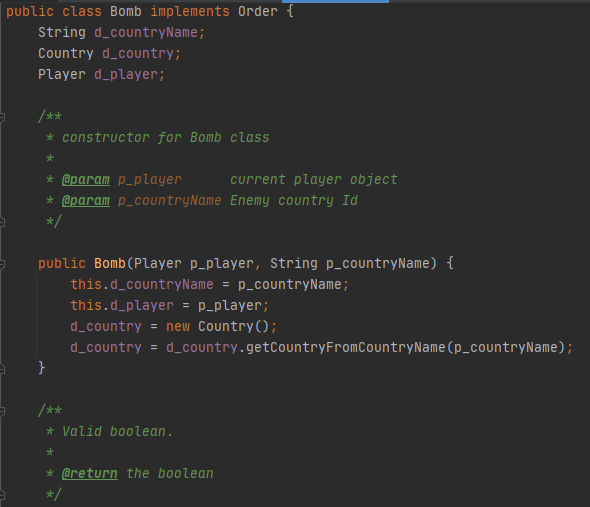 public class Bomb implements Order {
    String d_countryName;
    Country d_country;
    Player d_player;

    /**
     * constructor for Bomb class
     *
     * @param p_player      current player object
     * @param p_countryName Enemy country Id
     */

    public Bomb(Player p_player, String p_countryName) {
        this.d_countryName = p_countryName;
        this.d_player = p_player;
        d_country = new Country();
        d_country = d_country.getCountryFromCountryName(p_countryName);
    }

    /**
     * Valid boolean.
     *
     * @return the boolean
     */